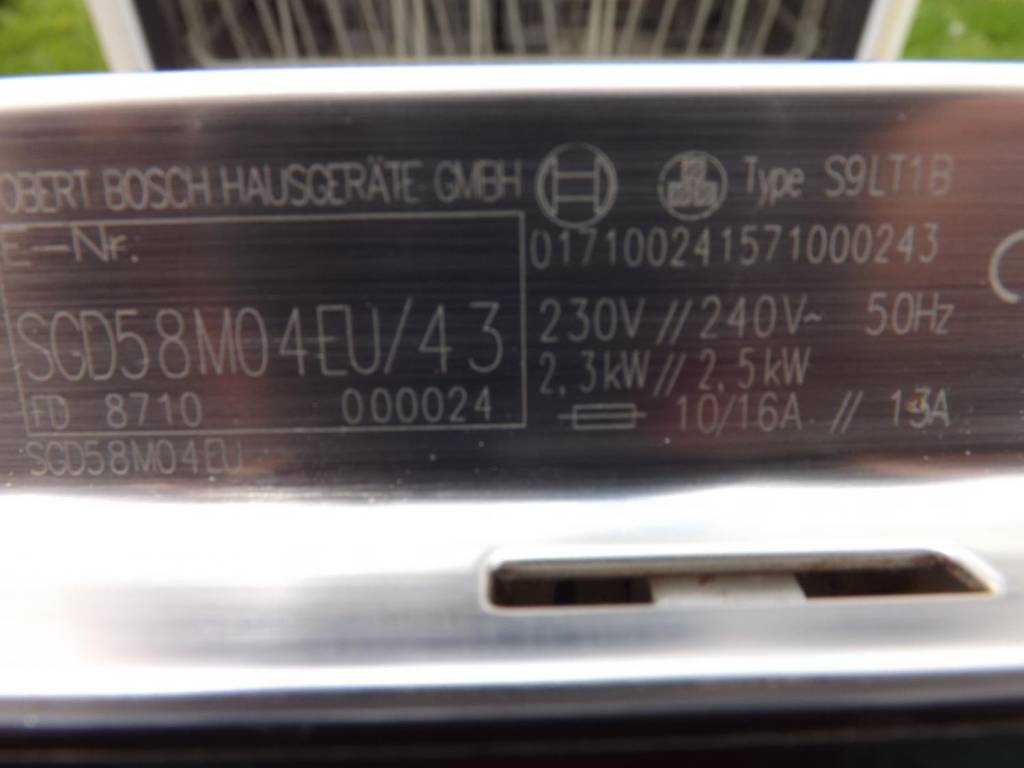 OBERT BOSCH HAUSGERÄTE GMBH
Type S9LT1B
E-Nr:
017100241571000243
SGD58M04EU/43
230V//240V~ 50Hz
2,3kW//2,5kW
FD 8710 000024
10/16A // 13A
SGD58M04EU